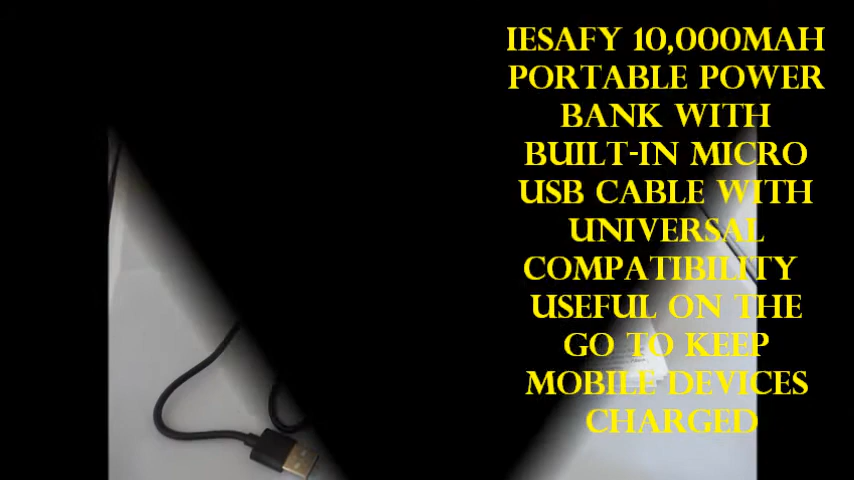 IESAFY 10,000MAH
PORTABLE POWER
BANK WITH
BUILT-IN MICRO
USB CABLE WITH
UNIVERSAL
COMPATIBILITY
USEFUL ON THE
GO TO KEEP
MOBILE DEVICES
CHARGED